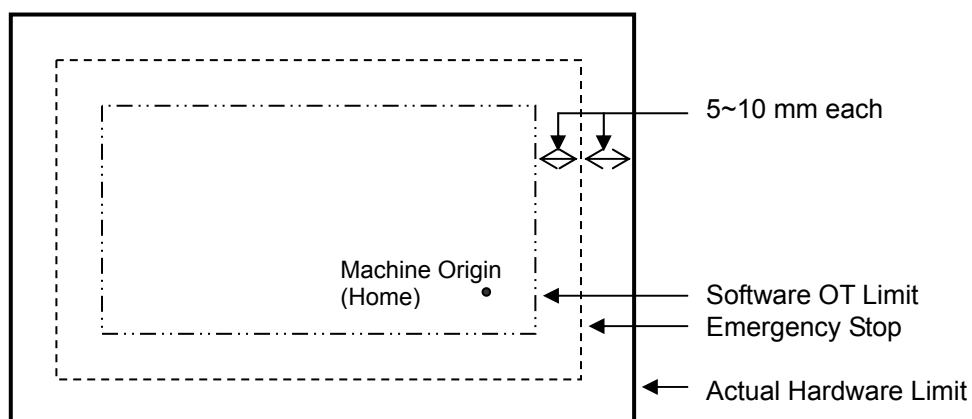 5~10 mm each
Machine Origin
(Home)
Software OT Limit
Emergency Stop
Actual Hardware Limit